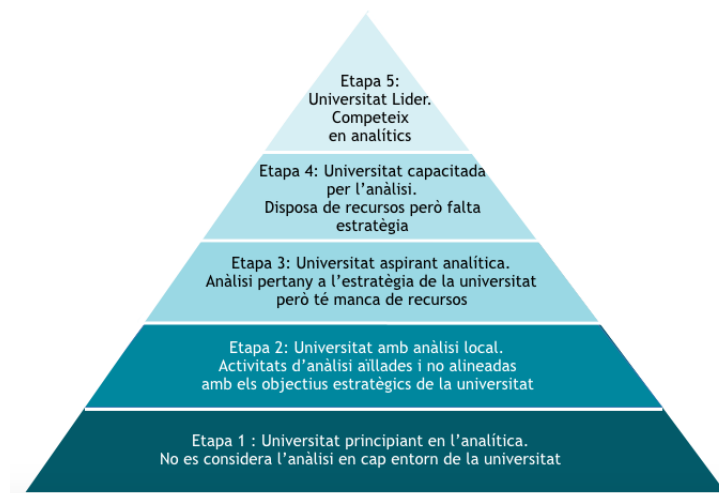 Etapa 5:
Universitat Lider.
Competeix
en analítics
Etapa 4: Universitat capacitada
per l’anàlisi.
Disposa de recursos però falta
estratègia
Etapa 3: Universitat aspirant analítica.
Anàlisi pertany a l’estratègia de la universitat
però té manca de recursos
Etapa 2: Universitat amb anàlisi local.
Activitats d’anàlisi aïllades i no alineadas
amb els objectius estratègics de la universitat
Etapa 1 : Universitat principiant en l’analítica.
No es considera l’anàlisi en cap entorn de la universitat